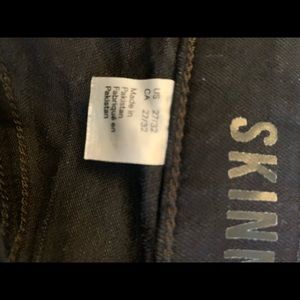 US 27/32
CA 27/32
Made in
Pakistan
Fabriqué en
Pakistan
SKINN